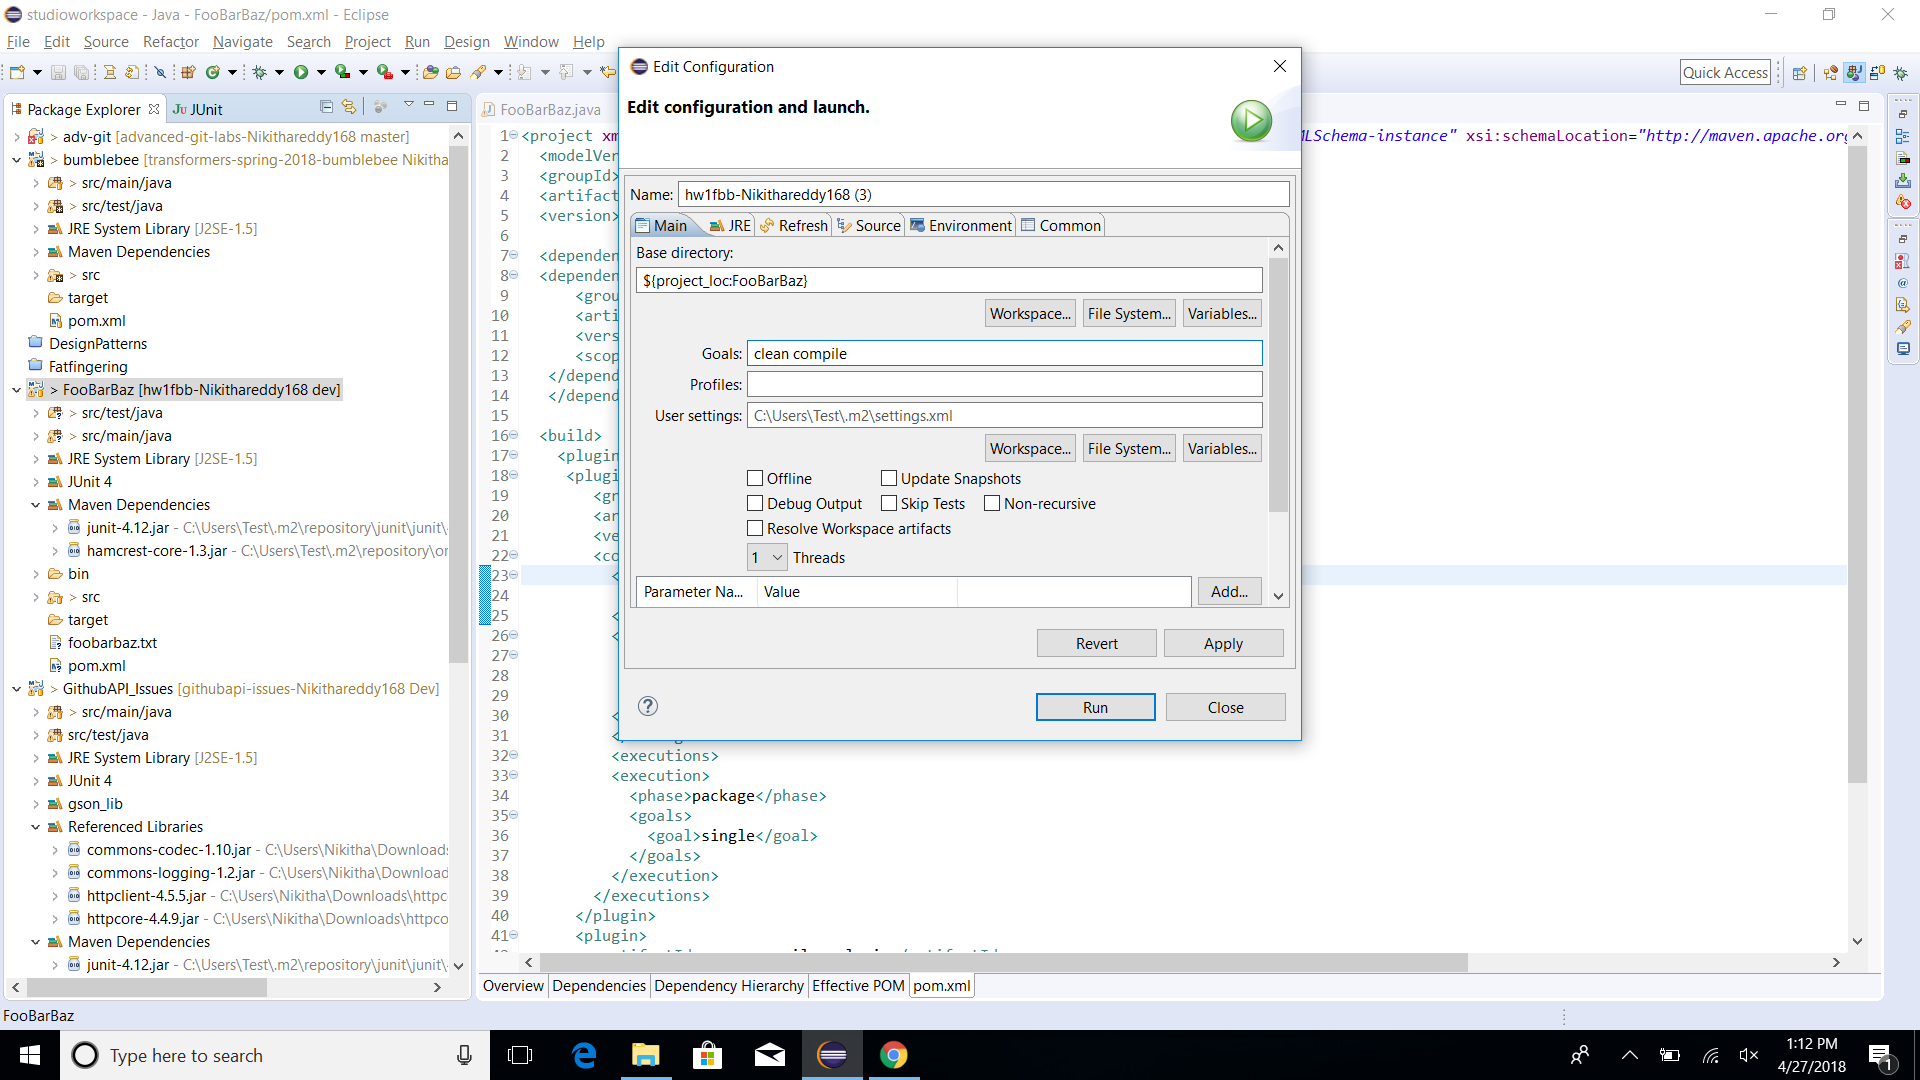 studioworkspace - Java - FooBarBaz/pom.xml - Eclipse
File Edit Source Refactor Navigate Search Project Run Design Window Help
Quick Access
Package Explorer JUnit
> adv-git [advanced-git-labs-Nikithareddy168 master]
> bumblebee [transformers-spring-2018-bumblebee Nikitha
> src/main/java
> src/test/java
JRE System Library [J2SE-1.5]
Maven Dependencies
> src
target
pom.xml
DesignPatterns
Fatfingering
> FooBarBaz [hw1fbb-Nikithareddy168 dev]
> src/test/java
> src/main/java
JRE System Library [J2SE-1.5]
JUnit 4
Maven Dependencies
junit-4.12.jar - C:\Users\Test\.m2\repository\junit\junit\
hamcrest-core-1.3.jar - C:\Users\Test\.m2\repository\or
bin
> src
target
foobarbaz.txt
pom.xml
> GithubAPI_Issues [githubapi-issues-Nikithareddy168 Dev]
> src/main/java
src/test/java
JRE System Library [J2SE-1.5]
JUnit 4
gson_lib
Referenced Libraries
commons-codec-1.10.jar - C:\Users\Nikitha\Downloads
commons-logging-1.2.jar - C:\Users\Nikitha\Download
httpclient-4.5.5.jar - C:\Users\Nikitha\Downloads\httpc
httpcore-4.4.9.jar - C:\Users\Nikitha\Downloads\httpco
Maven Dependencies
junit-4.12.jar - C:\Users\Test\.m2\repository\junit\junit\
FooBarBaz.java
1 <project xm MLSchema-instance" xsi:schemaLocation="http://maven.apache.org
2 <modelVer
3 <groupId>
4 <artifact
5 <version>
6
7 <depender
8 <depender
9 <grou
10 <arti
11 <vers
12 <scop
13 </depend
14 </depend
15
16 <build>
17 <plugin
18 <plugi
19 <gr
20 <ar
21 <ve
22 <co
23 <
24
25 <
26 <
27
28
29
30 <
31 <
32 <executions>
33 <execution>
34 <phase>package</phase>
35 <goals>
36 <goal>single</goal>
37 </goals>
38 </execution>
39 </executions>
40 </plugin>
41 <plugin>
Overview Dependencies Dependency Hierarchy Effective POM pom.xml
Edit Configuration
Edit configuration and launch.
Name: hw1fbb-Nikithareddy168 (3)
Main JRE Refresh Source Environment Common
Base directory:
${project_loc:FooBarBaz}
Workspace... File System... Variables...
Goals: clean compile
Profiles:
User settings: C:\Users\Test\.m2\settings.xml
Workspace... File System... Variables...
Offline Update Snapshots
Debug Output Skip Tests Non-recursive
Resolve Workspace artifacts
1 Threads
Parameter Na... Value Add...
Revert Apply
? Run Close
FooBarBaz
Type here to search
1:12 PM
4/27/2018
1